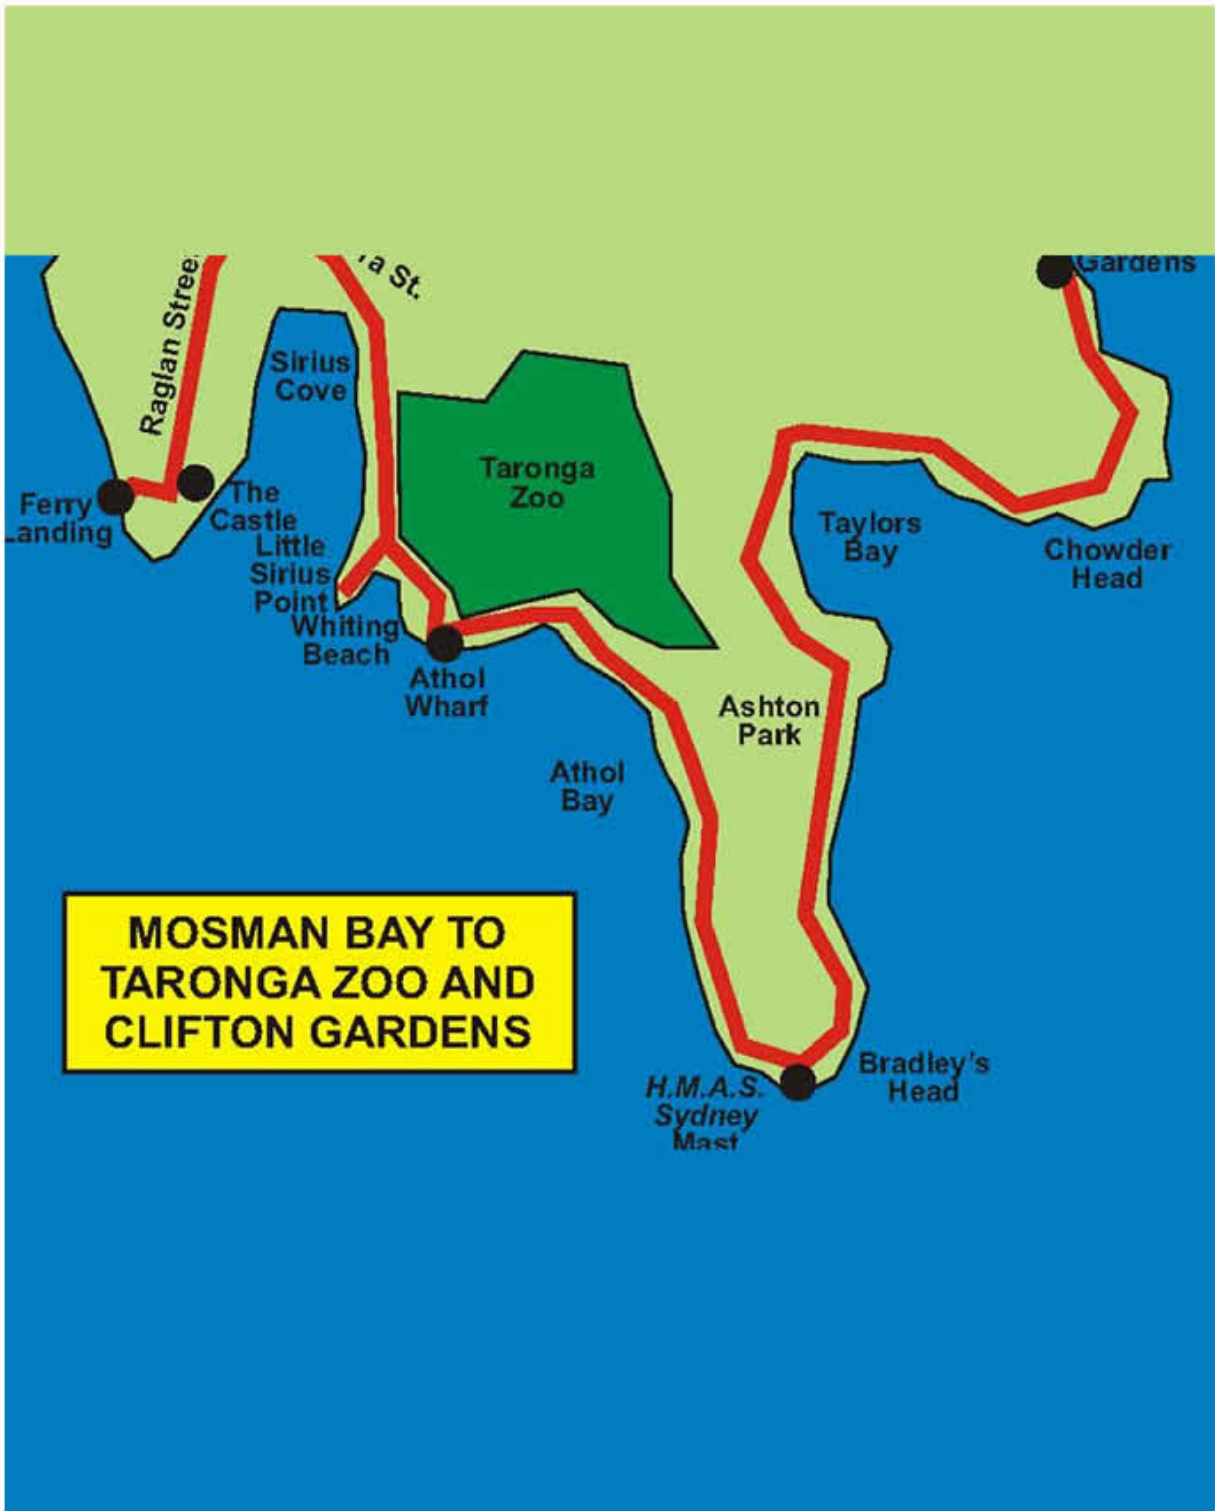 Gardens
Raglan Stree
a St.
Sirius
Cove
Taronga
Zoo
Ferry
Landing
The
Castle
Little
Sirius
Point
Whiting
Beach
Athol
Wharf
Taylors
Bay
Chowder
Head
Ashton
Park
Athol
Bay
MOSMAN BAY TO
TARONGA ZOO AND
CLIFTON GARDENS
Bradley's
Head
H.M.A.S.
Sydney
Mast